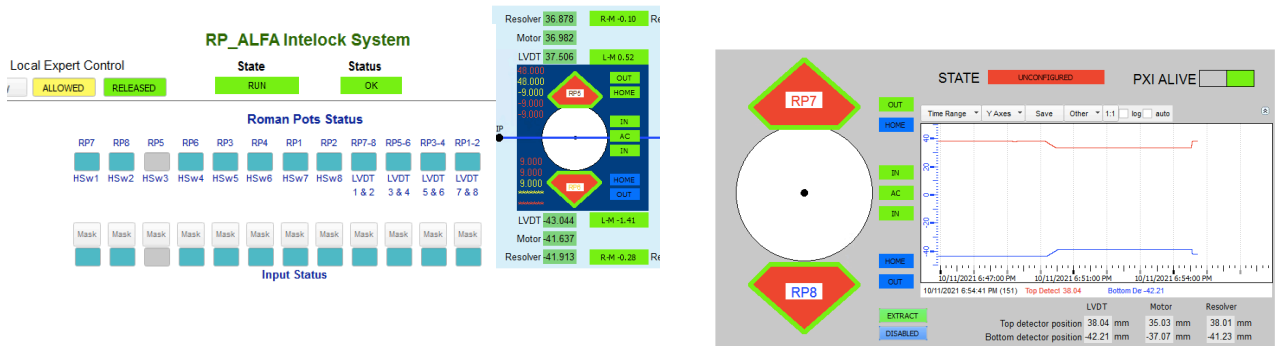 RP_ALFA Intelock System
Local Expert Control State Status
ALLOWED RELEASED RUN OK
Roman Pots Status
RP7 RP8 RP5 RP6 RP3 RP4 RP1 RP2 RP7-8 RP5-6 RP3-4 RP1-2
HSw1 HSw2 HSw3 HSw4 HSw5 HSw6 HSw7 HSw8 LVDT LVDT LVDT LVDT
1 & 2 3 & 4 5 & 6 7 & 8
Mask Mask Mask Mask Mask Mask Mask Mask Mask Mask Mask Mask
Input Status
Resolver 36.878 R-M -0.10 Re
Motor 36.982
LVDT 37.506 L-M 0.52
48.000 OUT
48.000
-9.000 RP5 HOME
-9.000
-9.000
IN
IP AC
IN
9.000
9.000 HOME
9.000 RP6
******* OUT
LVDT -43.044 L-M -1.41
Motor -41.637
Resolver -41.913 R-M -0.28 Re
STATE UNCONFIGURED PXI ALIVE
RP7
OUT
HOME
IN
AC
IN
HOME
OUT
RP8
EXTRACT
DISABLED
Time Range Y Axes Save Other 1:1 log auto
40
20
0
-20
-40
10/11/2021 6:47:00 PM 10/11/2021 6:51:00 PM 10/11/2021 6:54:00
10/11/2021 6:54:41 PM (151) Top Detect 38.04 Bottom De -42.21
LVDT Motor Resolver
Top detector position 38.04 mm 35.03 mm 38.01 mm
Bottom detector position -42.21 mm -37.07 mm -41.23 mm